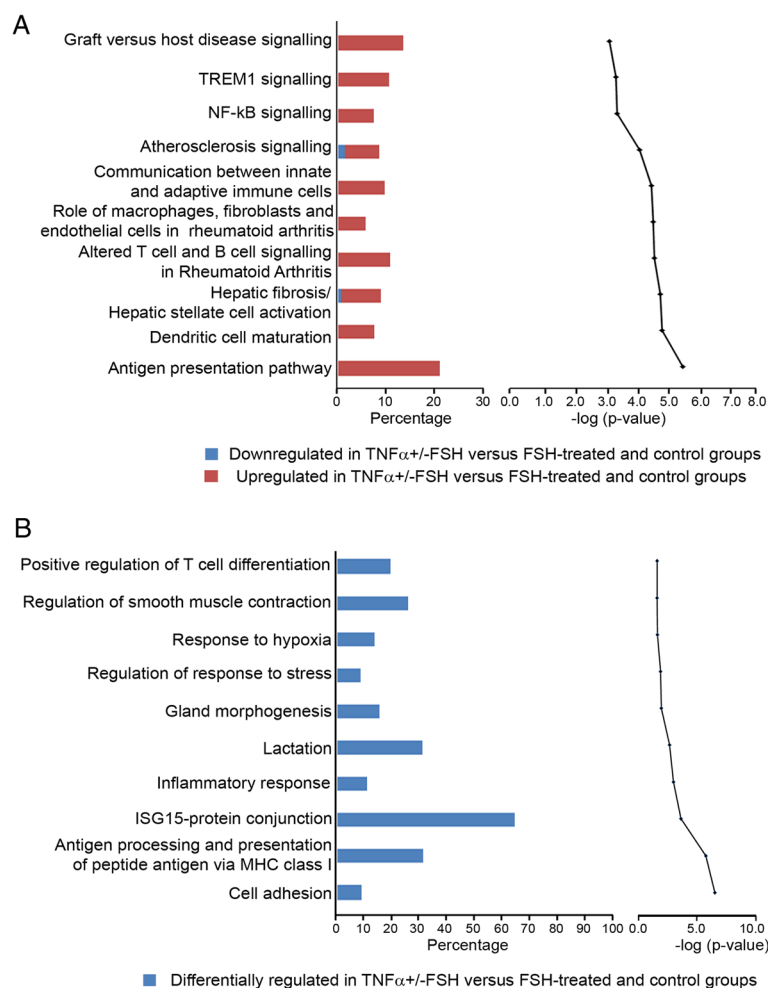 A
Graft versus host disease signalling
TREM1 signalling
NF-kB signalling
Atherosclerosis signalling
Communication between innate
and adaptive immune cells
Role of macrophages, fibroblasts and
endothelial cells in rheumatoid arthritis
Altered T cell and B cell signalling
in Rheumatoid Arthritis
Hepatic fibrosis/
Hepatic stellate cell activation
Dendritic cell maturation
Antigen presentation pathway
0 10 20 30
Percentage
0.0 1.0 2.0 3.0 4.0 5.0 6.0 7.0 8.0
-log (p-value)
Downregulated in TNFα+/-FSH versus FSH-treated and control groups
Upregulated in TNFα+/-FSH versus FSH-treated and control groups
B
Positive regulation of T cell differentiation
Regulation of smooth muscle contraction
Response to hypoxia
Regulation of response to stress
Gland morphogenesis
Lactation
Inflammatory response
ISG15-protein conjunction
Antigen processing and presentation
of peptide antigen via MHC class I
Cell adhesion
0 10 20 30 40 50 60 70 80 90 100
Percentage
0.0 5.0 10.0
-log (p-value)
Differentially regulated in TNFα+/-FSH versus FSH-treated and control groups